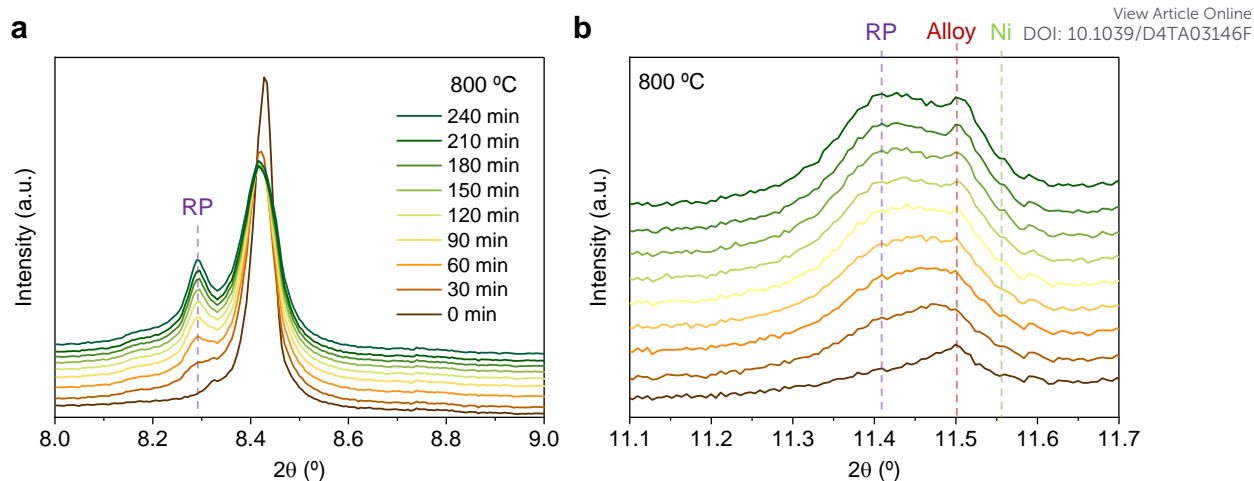 View Article Online
DOI: 10.1039/D4TA03146F
a
800 ºC
240 min
210 min
180 min
150 min
120 min
90 min
60 min
30 min
0 min
RP
Intensity (a.u.)
8.0 8.2 8.4 8.6 8.8 9.0
2θ (º)
b
RP Alloy Ni
800 ºC
RP
Intensity (a.u.)
11.1 11.2 11.3 11.4 11.5 11.6 11.7
2θ (º)